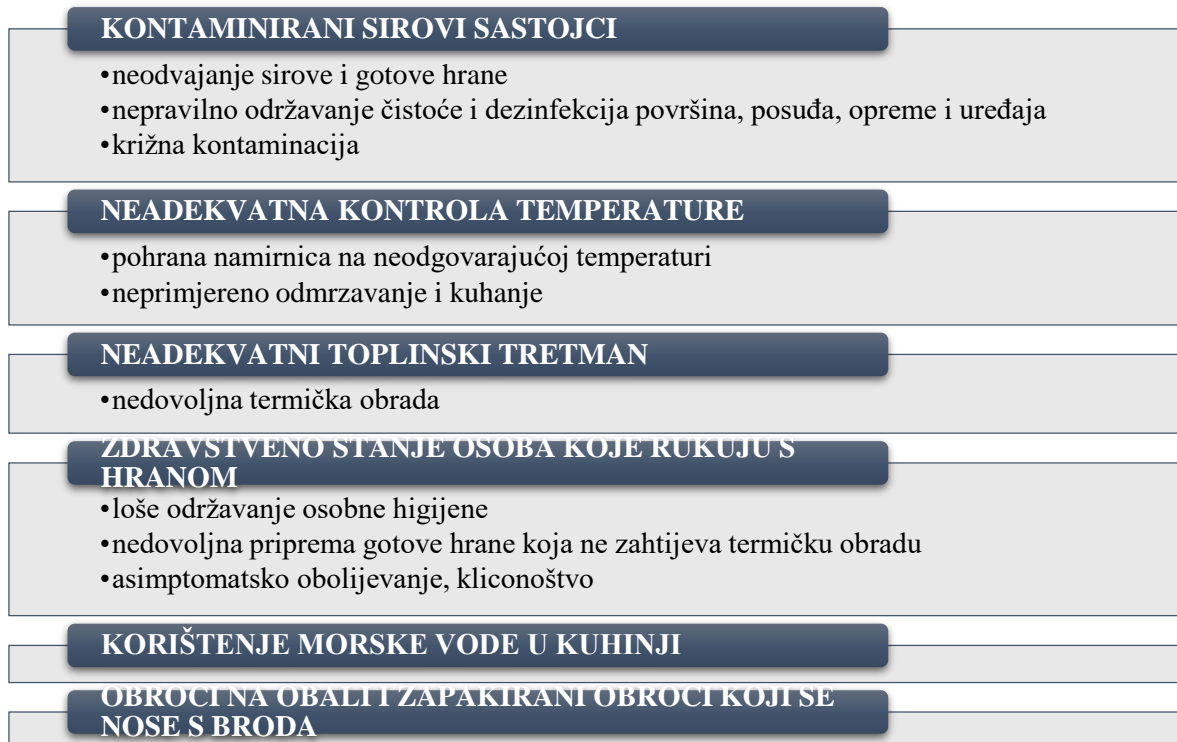 KONTAMINIRANI SIROVI SASTOJCI
•neodvajanje sirove i gotove hrane
•nepravilno održavanje čistoće i dezinfekcija površina, posuđa, opreme i uređaja
•križna kontaminacija
NEADEKVATNA KONTROLA TEMPERATURE
•pohrana namirnica na neodgovarajućoj temperaturi
•neprimjereno odmrzavanje i kuhanje
NEADEKVATNI TOPLINSKI TRETMAN
•nedovoljna termička obrada
ZDRAVSTVENO STANJE OSOBA KOJE RUKUJU S
HRANOM
•loše održavanje osobne higijene
•nedovoljna priprema gotove hrane koja ne zahtijeva termičku obradu
•asimptomatsko obolijevanje, kliconoštvo
KORIŠTENJE MORSKE VODE U KUHINJI
OBROCI NA OBALI I ZAPAKIRANI OBROCI KOJI SE
NOSE S BRODA